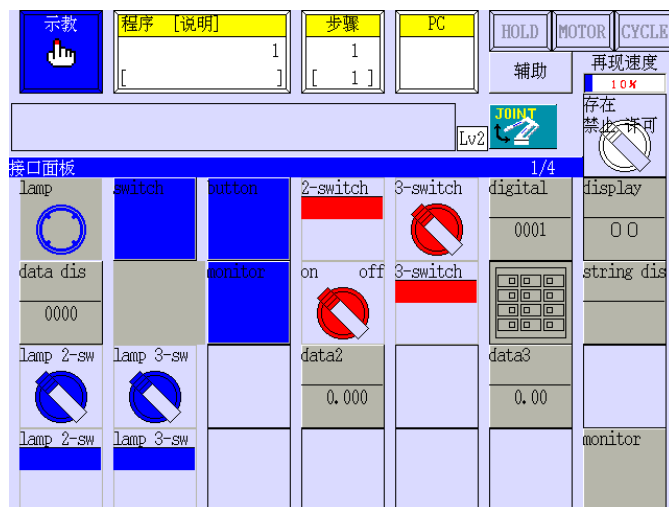 示教
程序 [说明]
1
[ ]
步骤
1
[ 1 ]
PC
HOLD
MOTOR
CYCLE
辅助
再现速度
10%
存在
禁止 许可
Lv2
JOINT
接口面板 1/4
lamp
switch
button
2-switch
3-switch
digital
0001
display
00
data dis
0000
monitor
on off
3-switch
string dis
lamp 2-sw
lamp 3-sw
data2
0.000
data3
0.00
lamp 2-sw
lamp 3-sw
monitor